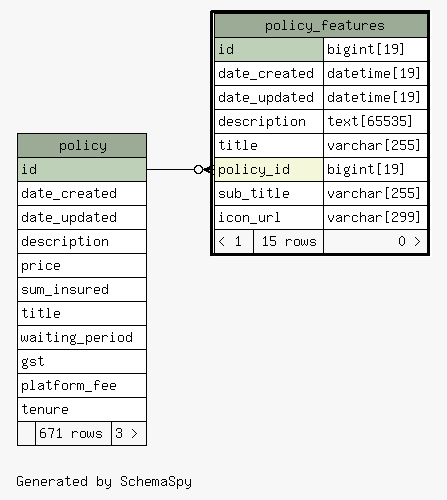 policy_features
id bigint[19]
date_created datetime[19]
date_updated datetime[19]
description text[65535]
title varchar[255]
policy_id bigint[19]
sub_title varchar[255]
icon_url varchar[299]
< 1 15 rows 0 >
policy
id
date_created
date_updated
description
price
sum_insured
title
waiting_period
gst
platform_fee
tenure
671 rows 3 >
Generated by SchemaSpy